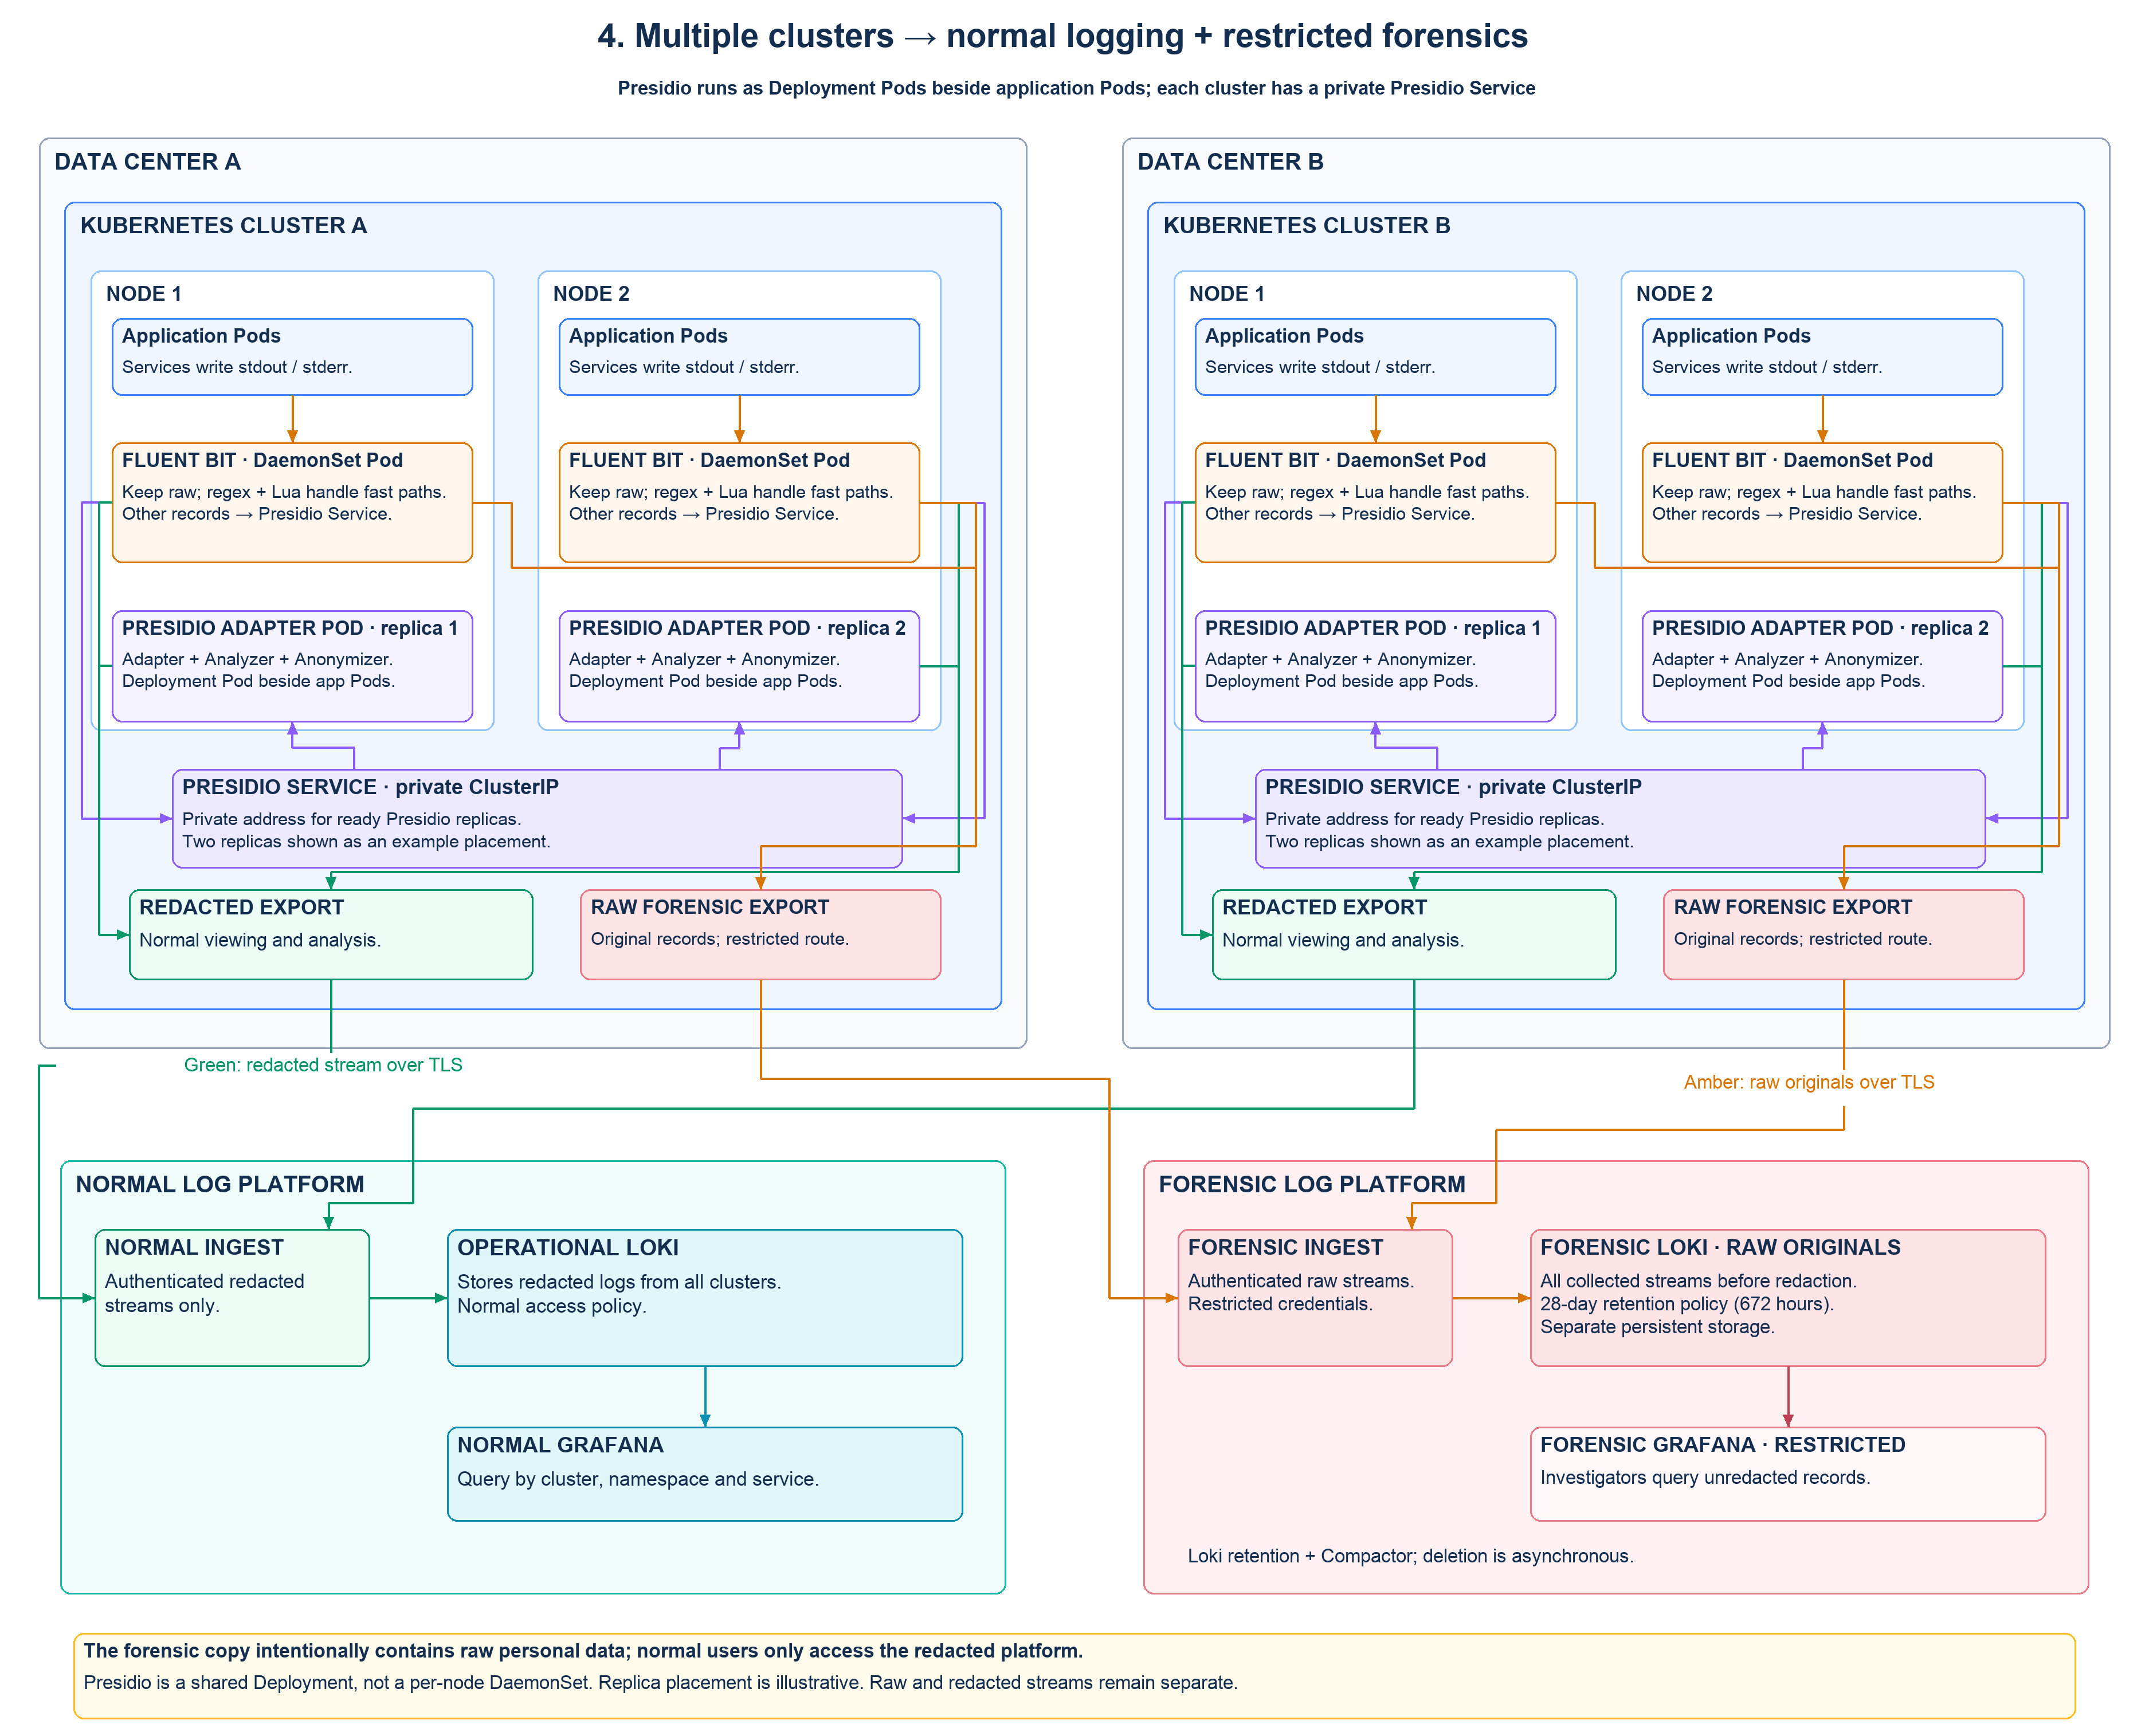 4. Multiple clusters → normal logging + restricted forensics
Presidio runs as Deployment Pods beside application Pods; each cluster has a private Presidio Service
DATA CENTER A
KUBERNETES CLUSTER A
NODE 1
Application Pods
Services write stdout / stderr.
FLUENT BIT · DaemonSet Pod
Keep raw; regex + Lua handle fast paths.
Other records → Presidio Service.
PRESIDIO ADAPTER POD · replica 1
Adapter + Analyzer + Anonymizer.
Deployment Pod beside app Pods.
NODE 2
Application Pods
Services write stdout / stderr.
FLUENT BIT · DaemonSet Pod
Keep raw; regex + Lua handle fast paths.
Other records → Presidio Service.
PRESIDIO ADAPTER POD · replica 2
Adapter + Analyzer + Anonymizer.
Deployment Pod beside app Pods.
PRESIDIO SERVICE · private ClusterIP
Private address for ready Presidio replicas.
Two replicas shown as an example placement.
REDACTED EXPORT
Normal viewing and analysis.
RAW FORENSIC EXPORT
Original records; restricted route.
DATA CENTER B
KUBERNETES CLUSTER B
NODE 1
Application Pods
Services write stdout / stderr.
FLUENT BIT · DaemonSet Pod
Keep raw; regex + Lua handle fast paths.
Other records → Presidio Service.
PRESIDIO ADAPTER POD · replica 1
Adapter + Analyzer + Anonymizer.
Deployment Pod beside app Pods.
NODE 2
Application Pods
Services write stdout / stderr.
FLUENT BIT · DaemonSet Pod
Keep raw; regex + Lua handle fast paths.
Other records → Presidio Service.
PRESIDIO ADAPTER POD · replica 2
Adapter + Analyzer + Anonymizer.
Deployment Pod beside app Pods.
PRESIDIO SERVICE · private ClusterIP
Private address for ready Presidio replicas.
Two replicas shown as an example placement.
REDACTED EXPORT
Normal viewing and analysis.
RAW FORENSIC EXPORT
Original records; restricted route.
Green: redacted stream over TLS
Amber: raw originals over TLS
NORMAL LOG PLATFORM
NORMAL INGEST
Authenticated redacted
streams only.
OPERATIONAL LOKI
Stores redacted logs from all clusters.
Normal access policy.
NORMAL GRAFANA
Query by cluster, namespace and service.
FORENSIC LOG PLATFORM
FORENSIC INGEST
Authenticated raw streams.
Restricted credentials.
FORENSIC LOKI · RAW ORIGINALS
All collected streams before redaction.
28-day retention policy (672 hours).
Separate persistent storage.
FORENSIC GRAFANA · RESTRICTED
Investigators query unredacted records.
Loki retention + Compactor; deletion is asynchronous.
The forensic copy intentionally contains raw personal data; normal users only access the redacted platform.
Presidio is a shared Deployment, not a per-node DaemonSet. Replica placement is illustrative. Raw and redacted streams remain separate.